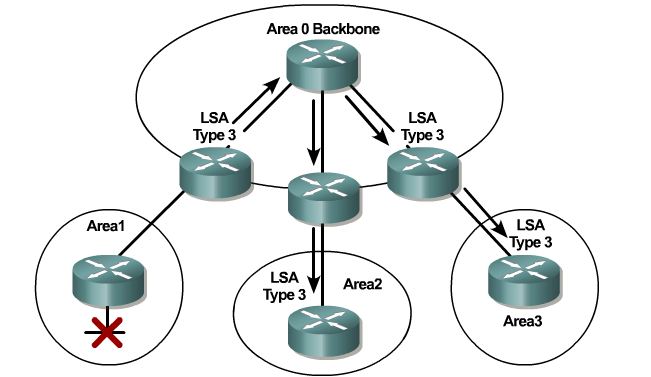 Area 0 Backbone
LSA
Type 3
LSA
Type 3
Area1
LSA
Type 3
Area2
LSA
Type 3
Area3